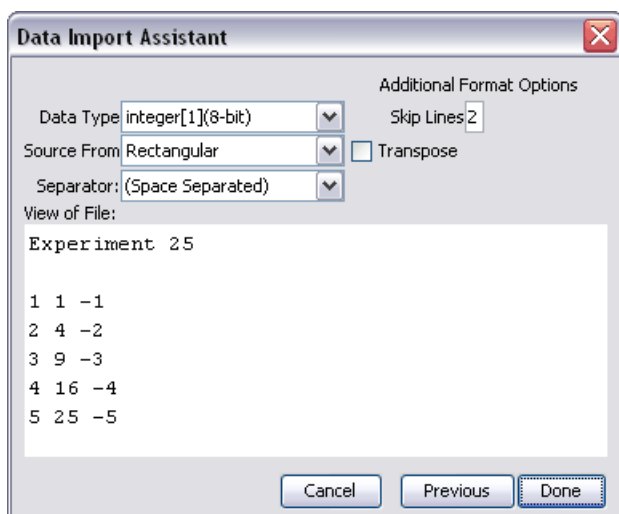 Data Import Assistant
Additional Format Options
Data Type integer[1](8-bit) Skip Lines 2
Source From Rectangular Transpose
Separator: (Space Separated)
View of File:
Experiment 25
1 1 -1
2 4 -2
3 9 -3
4 16 -4
5 25 -5
Cancel Previous Done